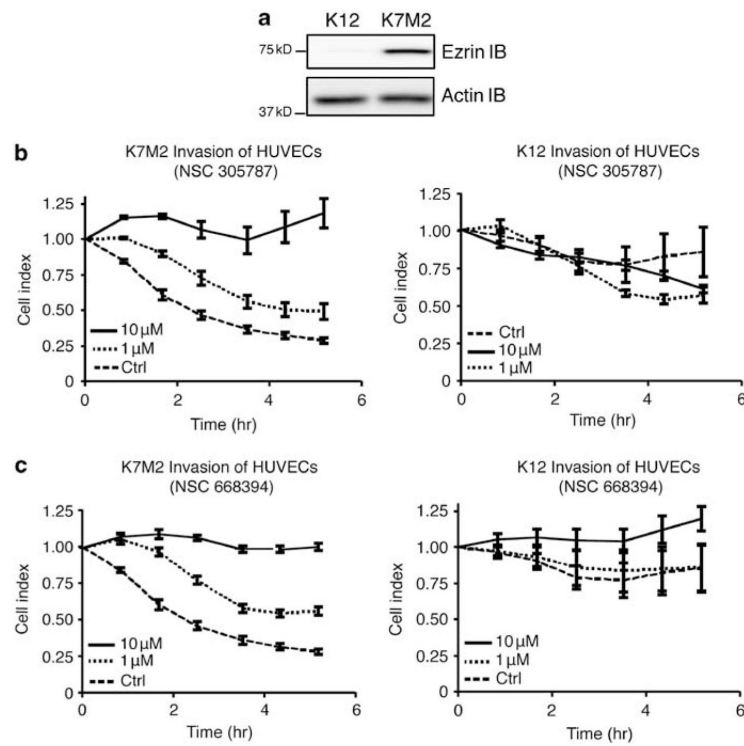 a
K12 K7M2
75 kD
Ezrin IB
Actin IB
37 kD
b
K7M2 Invasion of HUVECs
(NSC 305787)
1.25
1.00
0.75
0.50
0.25
0
Cell index
10 µM
1 µM
Ctrl
0 2 4 6
Time (hr)
K12 Invasion of HUVECs
(NSC 305787)
1.25
1.00
0.75
0.50
0.25
0
Cell index
Ctrl
10 µM
1 µM
0 2 4 6
Time (hr)
c
K7M2 Invasion of HUVECs
(NSC 668394)
1.25
1.00
0.75
0.50
0.25
0
Cell index
10 µM
1 µM
Ctrl
0 2 4 6
Time (hr)
K12 Invasion of HUVECs
(NSC 668394)
1.25
1.00
0.75
0.50
0.25
0
Cell index
10 µM
1 µM
Ctrl
0 2 4 6
Time (hr)